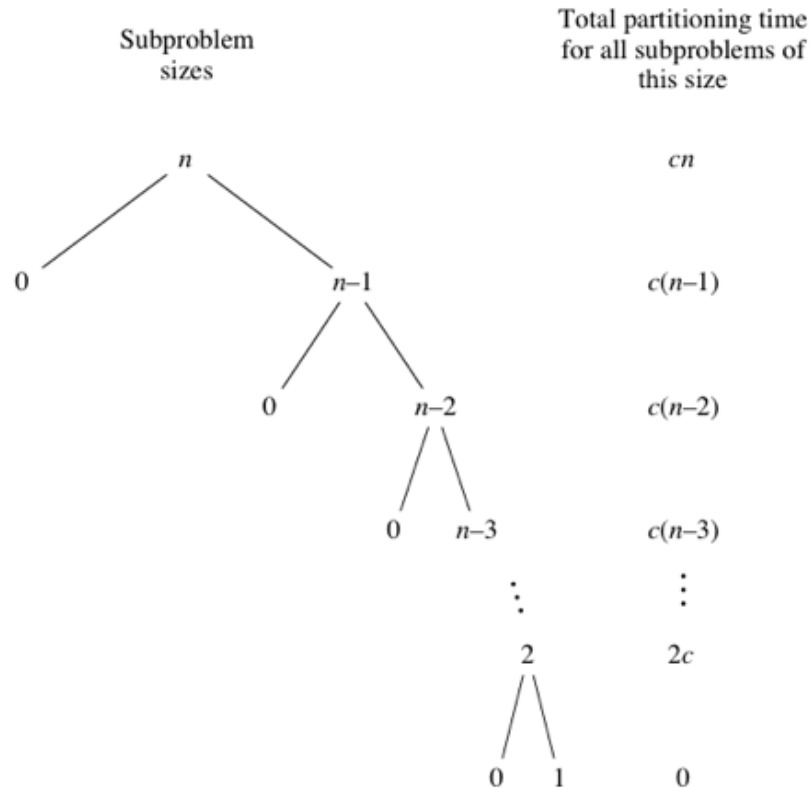 Subproblem
sizes
Total partitioning time
for all subproblems of
this size
n
cn
0
n–1
c(n–1)
0
n–2
c(n–2)
0
n–3
c(n–3)
2
2c
0
1
0